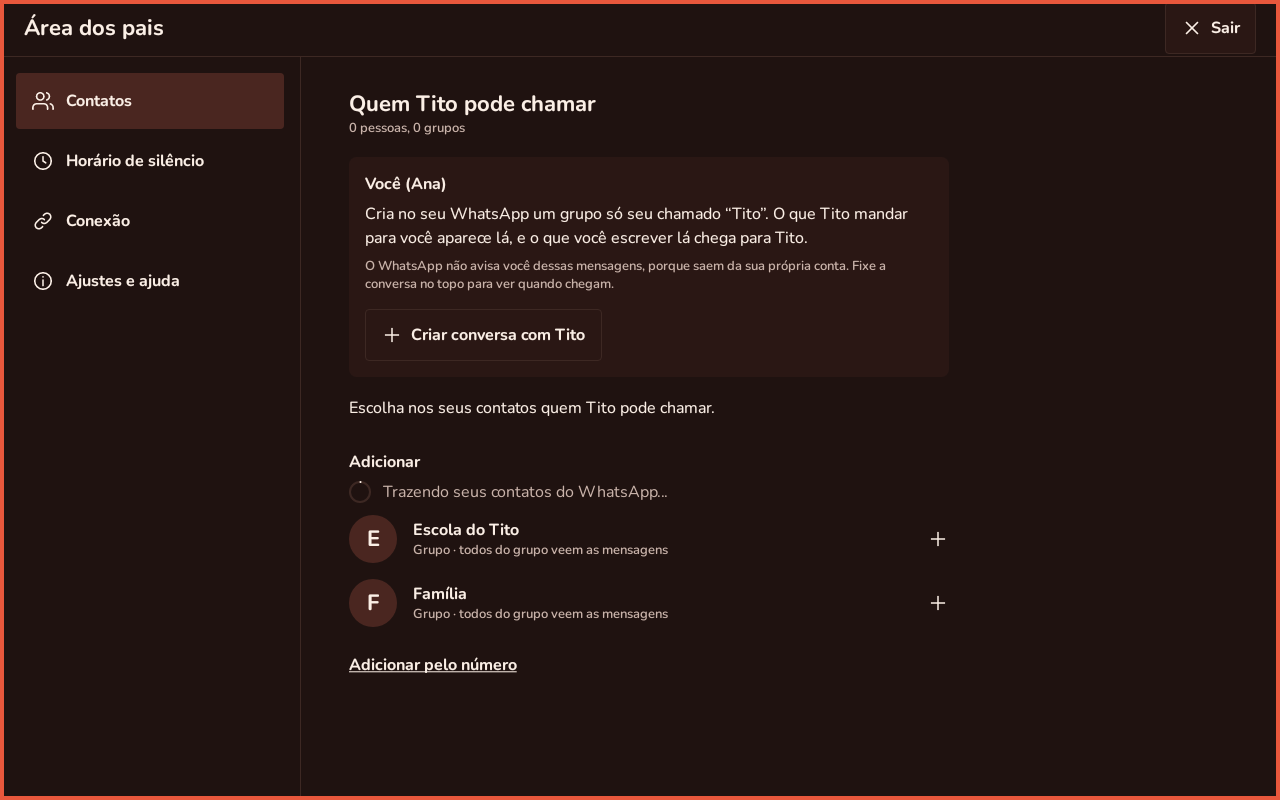 Área dos pais
Sair
Contatos
Horário de silêncio
Conexão
Ajustes e ajuda
Quem Tito pode chamar
0 pessoas, 0 grupos
Você (Ana)
Cria no seu WhatsApp um grupo só seu chamado “Tito”. O que Tito mandar
para você aparece lá, e o que você escrever lá chega para Tito.
O WhatsApp não avisa você dessas mensagens, porque saem da sua própria conta. Fixe a
conversa no topo para ver quando chegam.
Criar conversa com Tito
Escolha nos seus contatos quem Tito pode chamar.
Adicionar
Trazendo seus contatos do WhatsApp...
E
Escola do Tito
Grupo · todos do grupo veem as mensagens
F
Família
Grupo · todos do grupo veem as mensagens
Adicionar pelo número